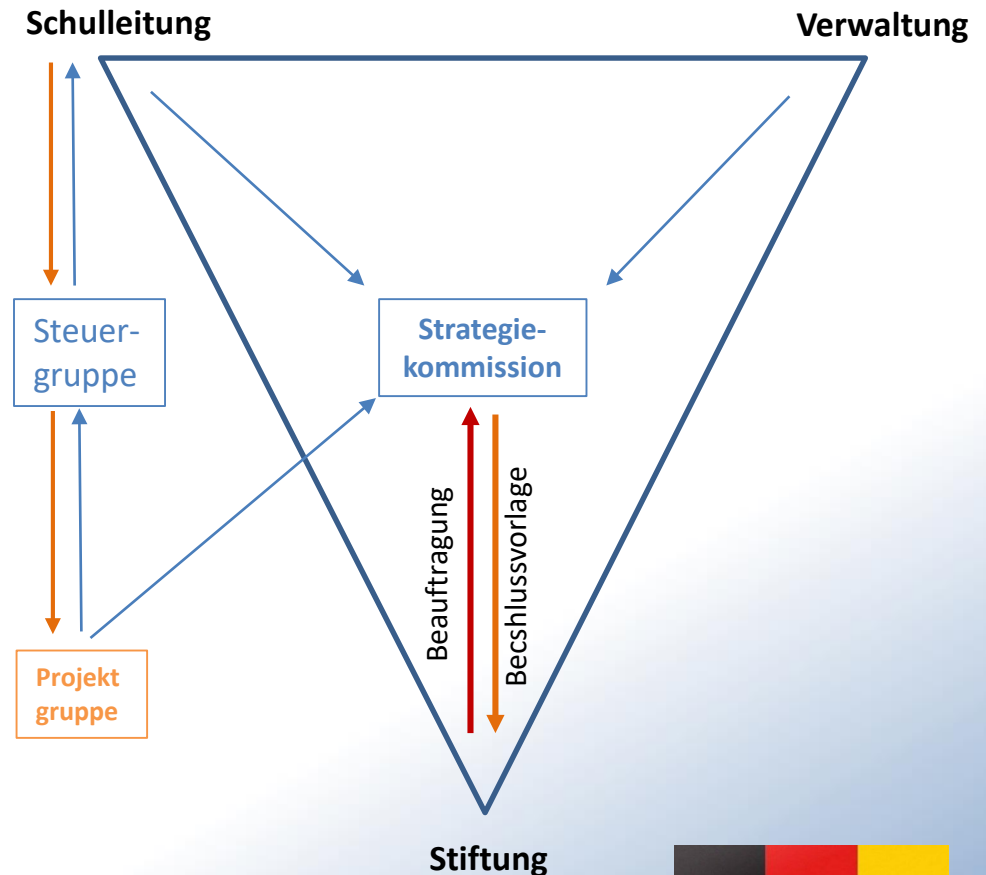 Schulleitung
Verwaltung
Steuer-
gruppe
Strategie-
kommission
Beauftragung
Becshlussvorlage
Projekt
gruppe
Stiftung